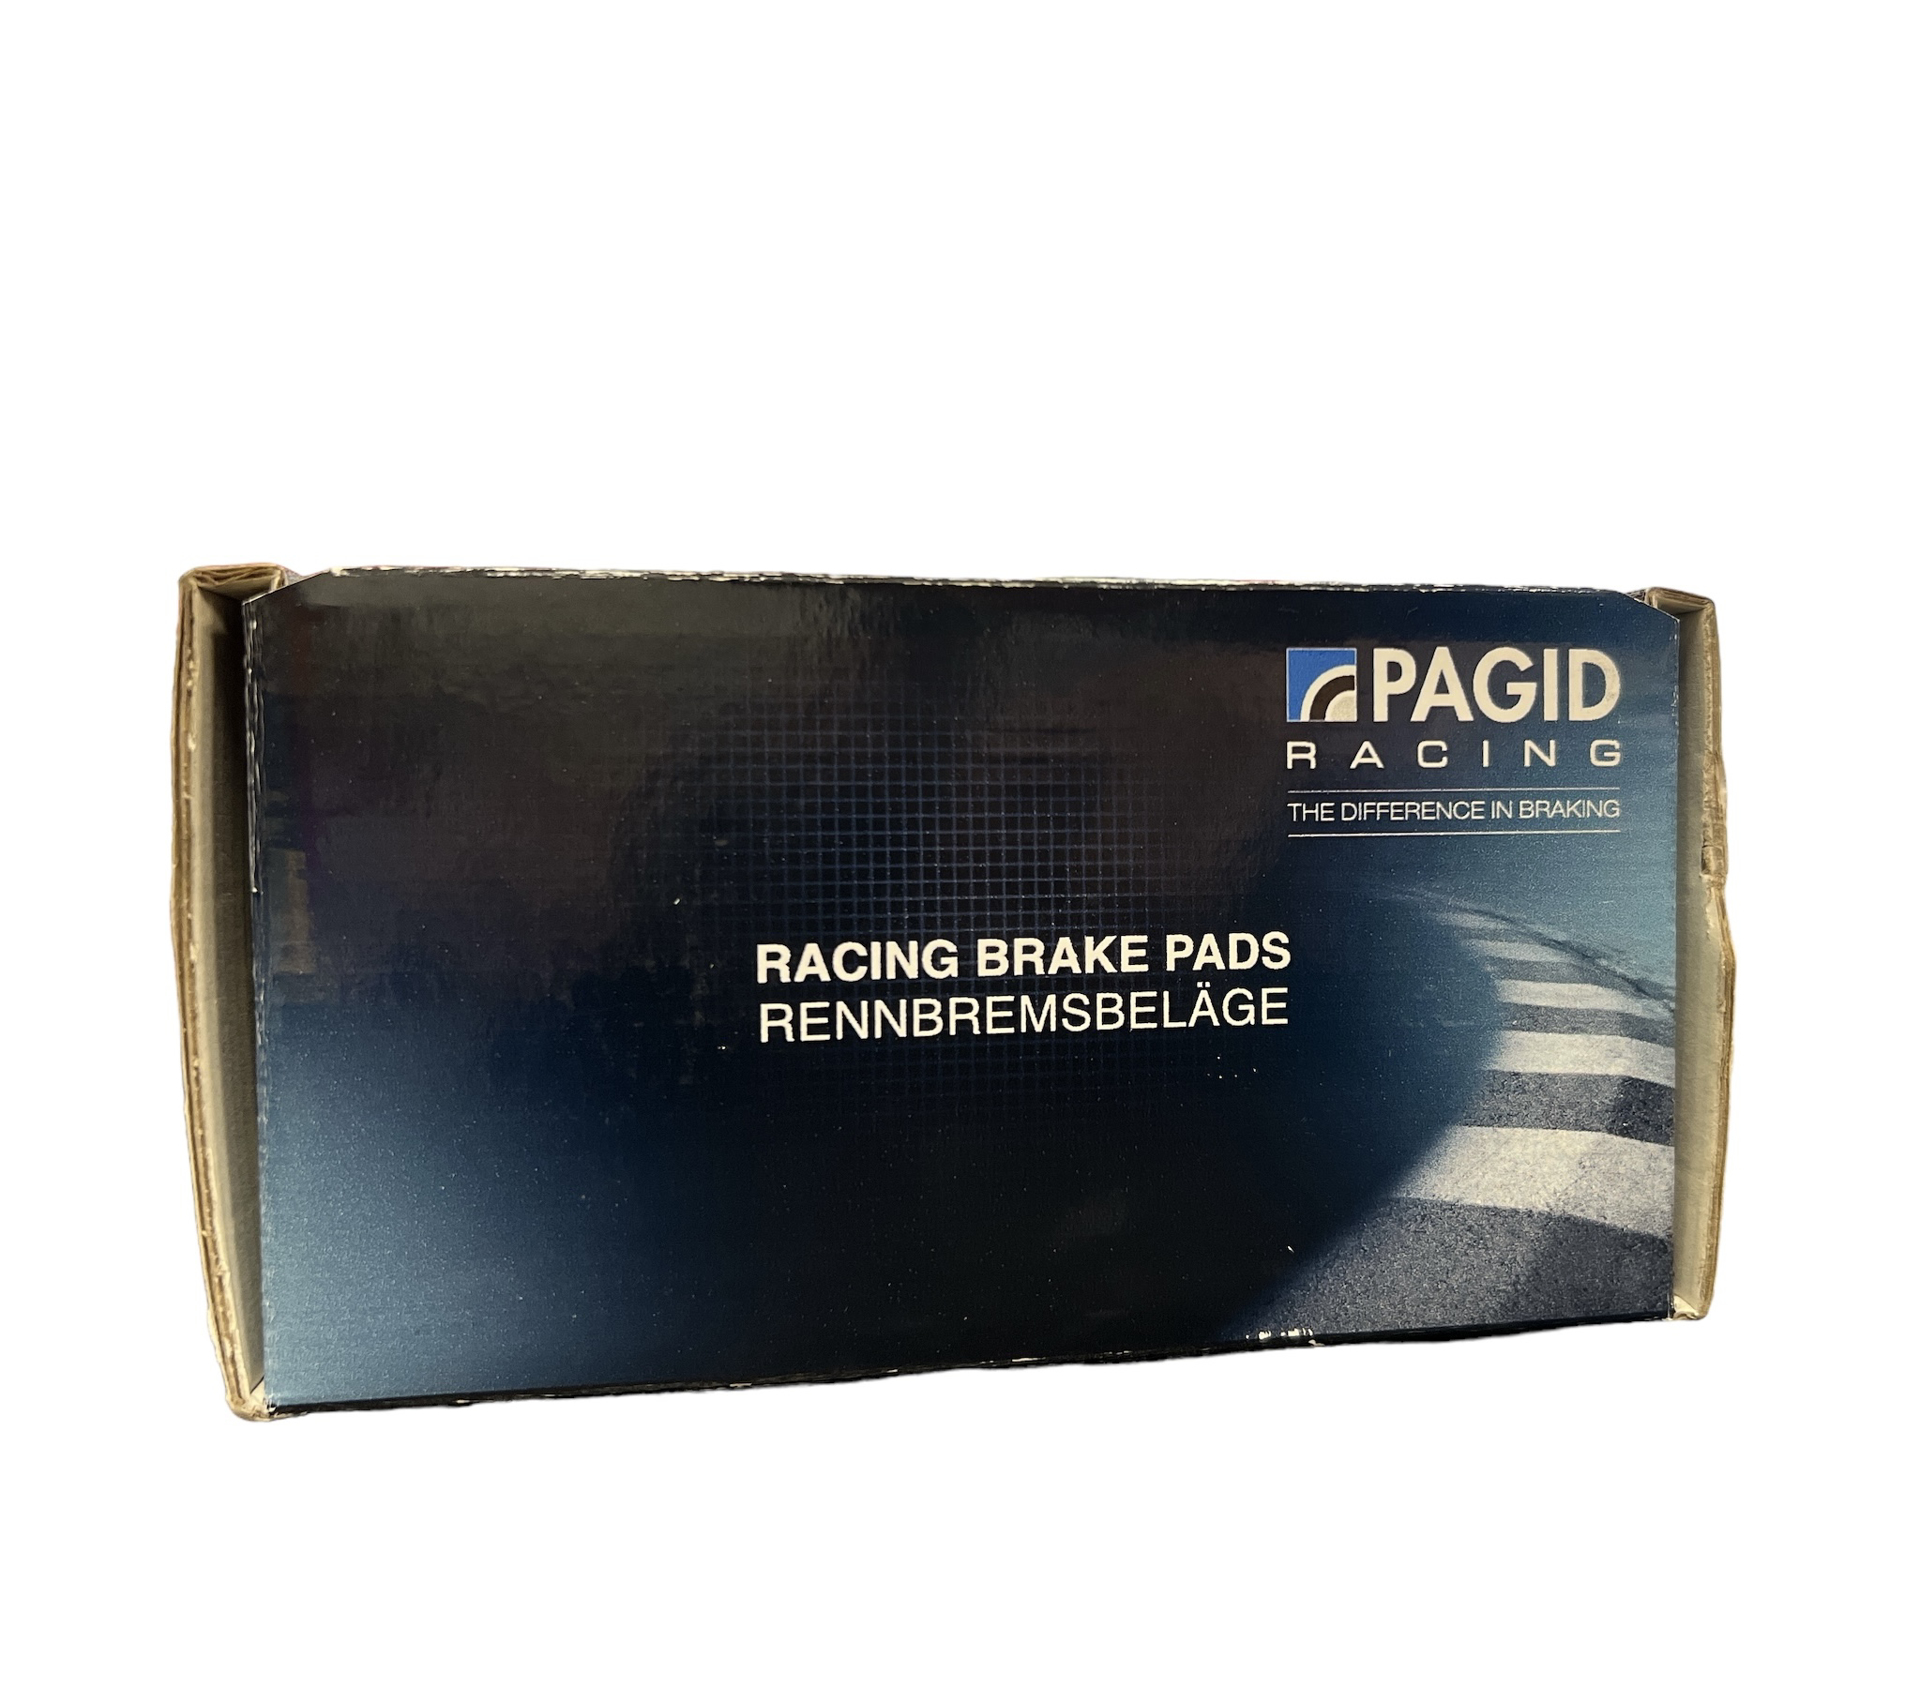 PAGID
RACING
THE DIFFERENCE IN BRAKING
RACING BRAKE PADS
RENNBREMSBELÄGE